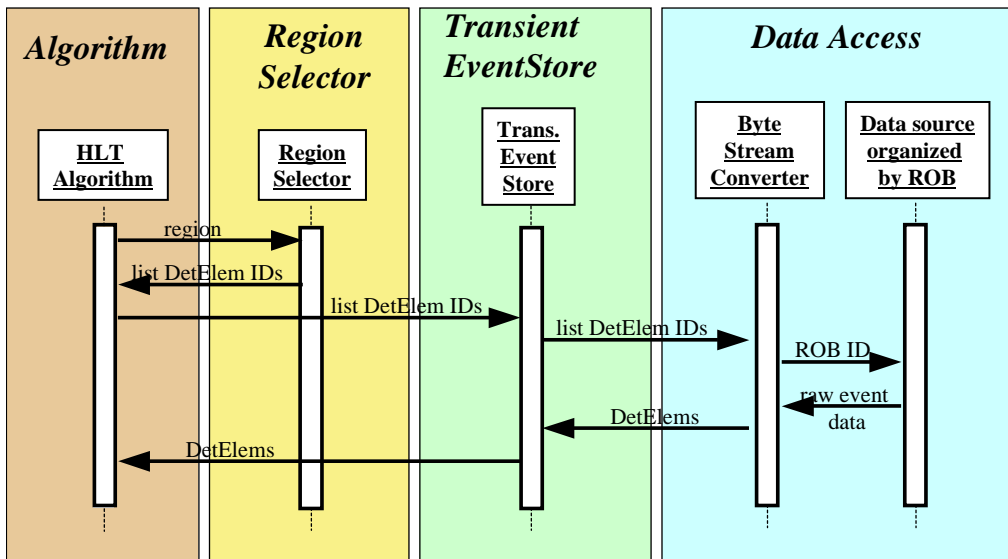 Algorithm
Region
Selector
Transient
EventStore
Data Access
HLT
Algorithm
Region
Selector
Trans.
Event
Store
Byte
Stream
Converter
Data source
organized
by ROB
region
list DetElem IDs
list DetElem IDs
list DetElem IDs
ROB ID
raw event
data
DetElems
DetElems